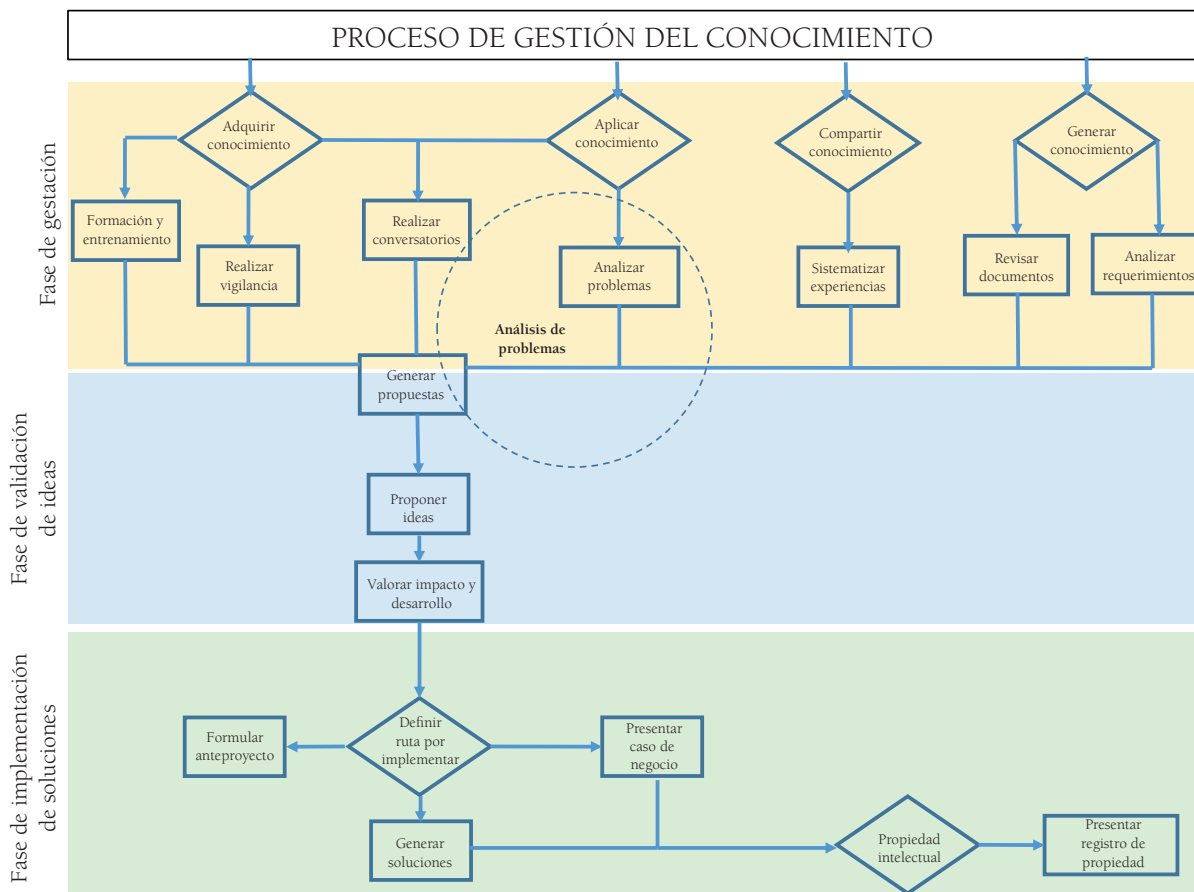 PROCESO DE GESTIÓN DEL CONOCIMIENTO
Fase de gestación
Adquirir
conocimiento
Aplicar
conocimiento
Compartir
conocimiento
Generar
conocimiento
Formación y
entrenamiento
Realizar
vigilancia
Realizar
conversatorios
Analizar
problemas
Sistematizar
experiencias
Revisar
documentos
Analizar
requerimientos
Análisis de
problemas
Generar
propuestas
Fase de validación
de ideas
Proponer
ideas
Valorar impacto y
desarrollo
Fase de implementación
de soluciones
Formular
anteproyecto
Definir
ruta por
implementar
Presentar
caso de
negocio
Generar
soluciones
Propiedad
intelectual
Presentar
registro de
propiedad